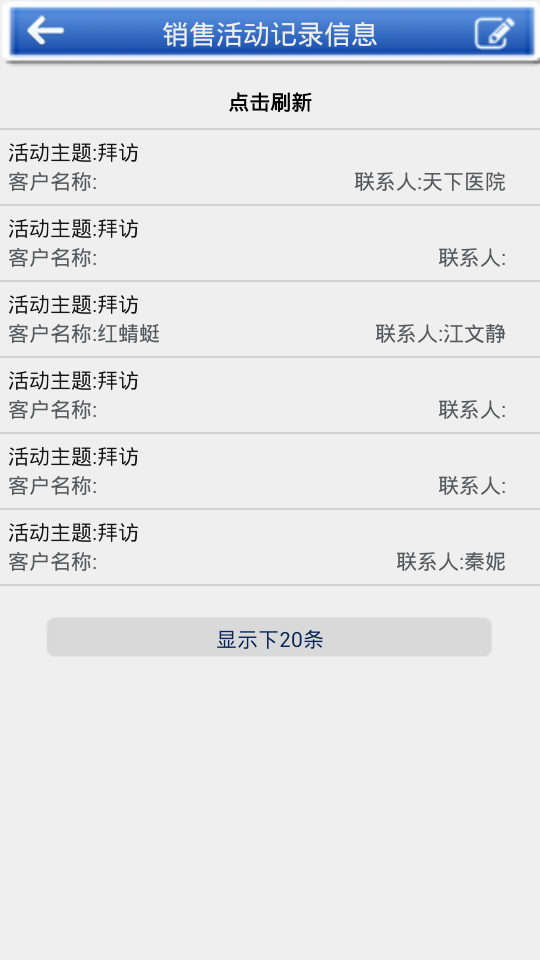 销售活动记录信息
点击刷新
活动主题:拜访
客户名称: 联系人:天下医院
活动主题:拜访
客户名称: 联系人:
活动主题:拜访
客户名称:红蜻蜓 联系人:江文静
活动主题:拜访
客户名称: 联系人:
活动主题:拜访
客户名称: 联系人:
活动主题:拜访
客户名称: 联系人:秦妮
显示下20条